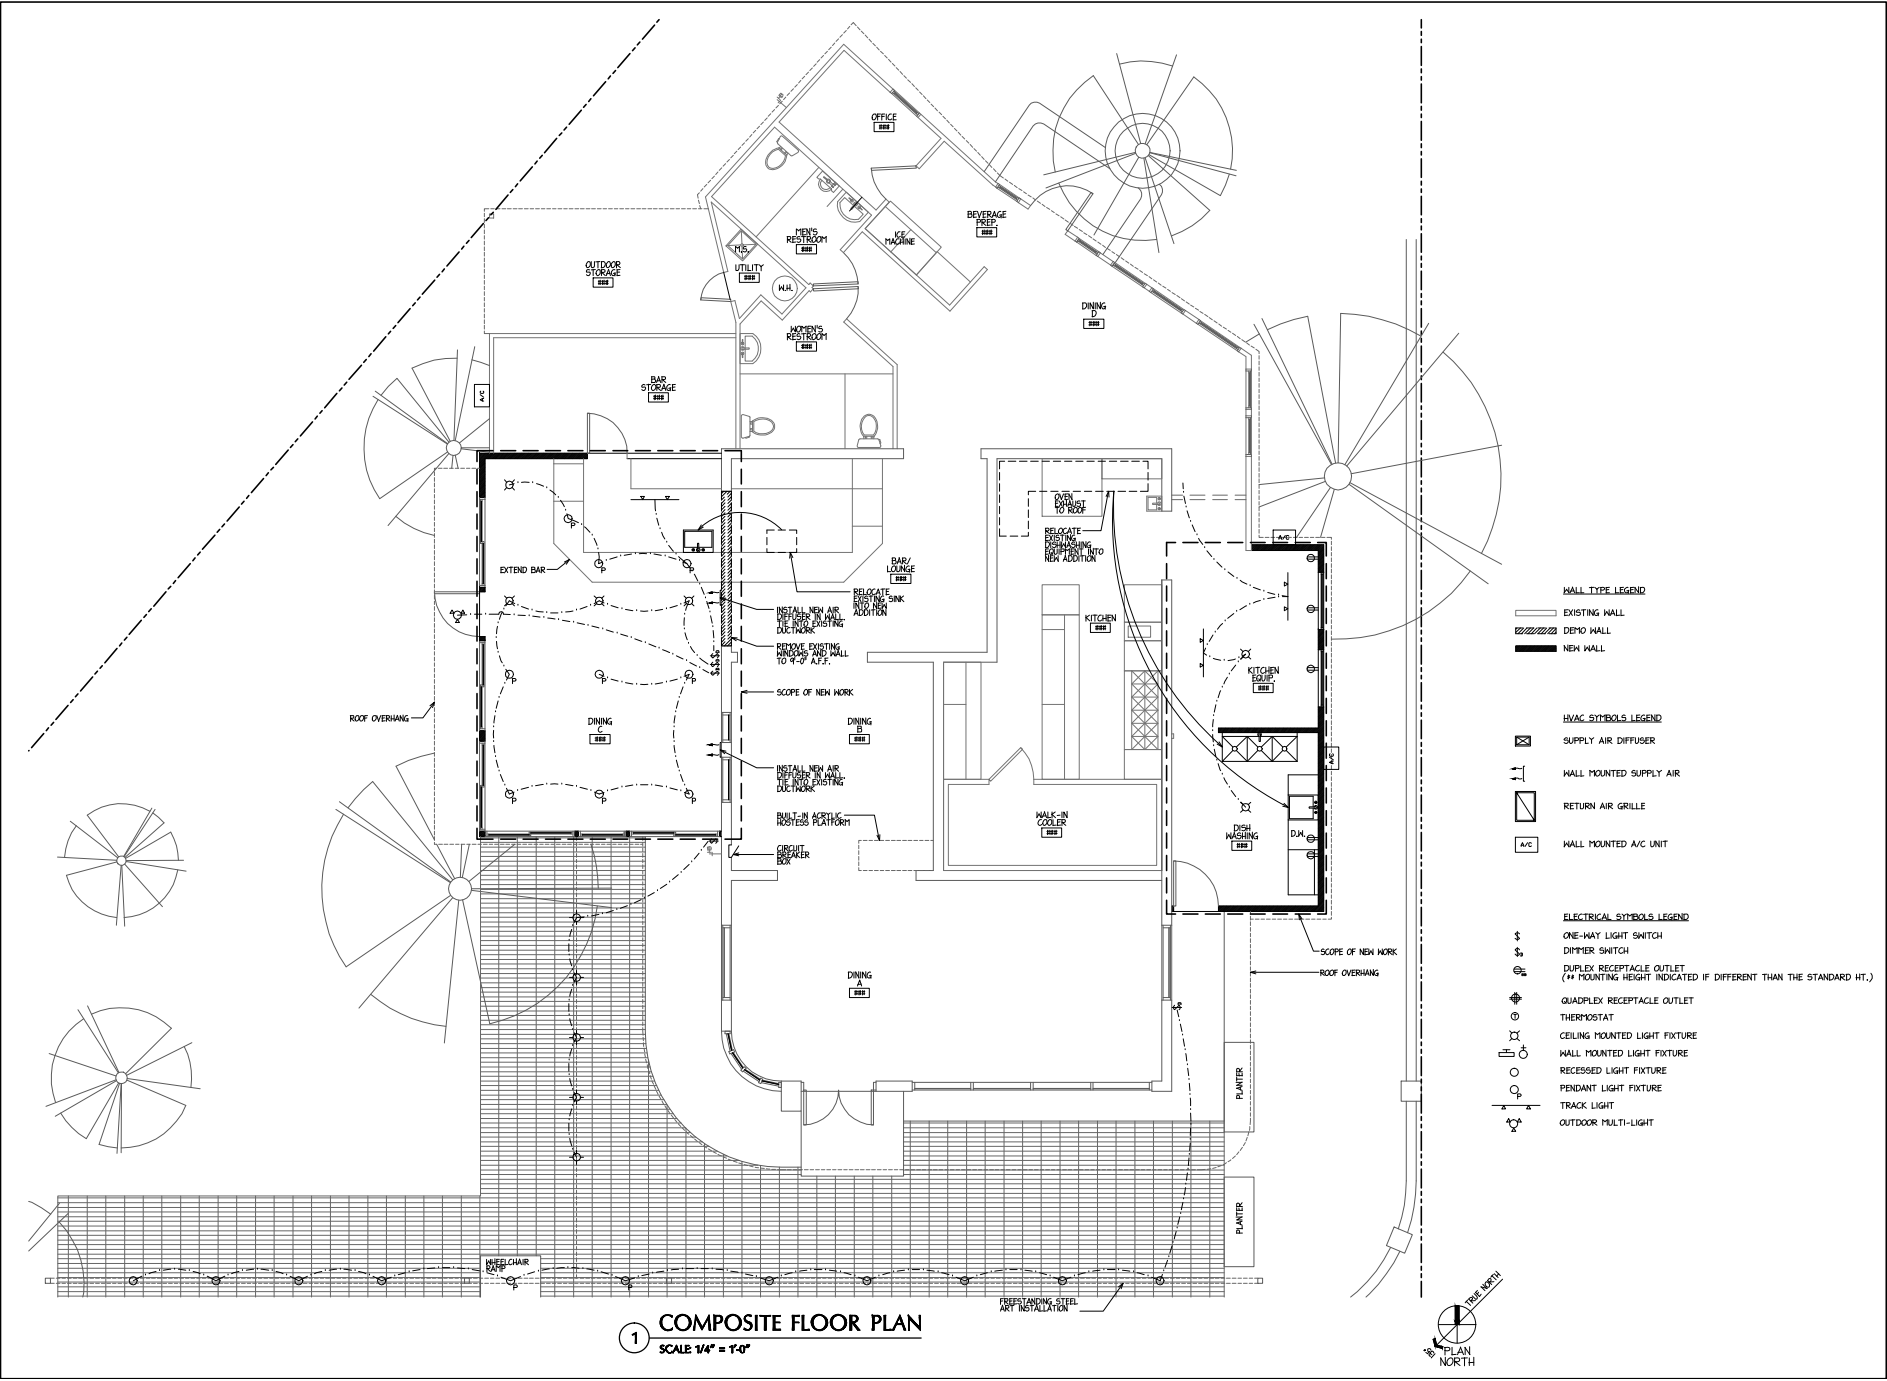 OFFICE
###
BEVERAGE
PREP.
###
MEN'S
RESTROOM
###
ICE
MACHINE
M.S.
UTILITY
###
W.H.
OUTDOOR
STORAGE
###
DINING
D
###
WOMEN'S
RESTROOM
###
BAR
STORAGE
###
A/C
OVEN
EXHAUST
TO ROOF
RELOCATE
EXISTING
DISHWASHING
EQUIPMENT INTO
NEW ADDITION
A/C
EXTEND BAR
BAR/
LOUNGE
###
RELOCATE
EXISTING SINK
INTO NEW
ADDITION
INSTALL NEW AIR
DIFFUSER IN WALL.
TIE INTO EXISTING
DUCTWORK
REMOVE EXISTING
WINDOWS AND WALL
TO 9'-0" A.F.F.
SCOPE OF NEW WORK
KITCHEN
###
KITCHEN
EQUIP.
###
ROOF OVERHANG
DINING
C
###
DINING
B
###
INSTALL NEW AIR
DIFFUSER IN WALL.
TIE INTO EXISTING
DUCTWORK
A/C
BUILT-IN ACRYLIC
HOSTESS PLATFORM
WALK-IN
COOLER
###
DISH
WASHING
###
D.W.
CIRCUIT
BREAKER
BOX
SCOPE OF NEW WORK
ROOF OVERHANG
DINING
A
###
PLANTER
PLANTER
WHEELCHAIR
RAMP
FREESTANDING STEEL
ART INSTALLATION
P
P
P
P
P
P
P
P
P
P
P
WALL TYPE LEGEND
EXISTING WALL
DEMO WALL
NEW WALL
HVAC SYMBOLS LEGEND
SUPPLY AIR DIFFUSER
WALL MOUNTED SUPPLY AIR
RETURN AIR GRILLE
A/C WALL MOUNTED A/C UNIT
ELECTRICAL SYMBOLS LEGEND
$ ONE-WAY LIGHT SWITCH
DIMMER SWITCH
DUPLEX RECEPTACLE OUTLET
(## MOUNTING HEIGHT INDICATED IF DIFFERENT THAN THE STANDARD HT.)
QUADPLEX RECEPTACLE OUTLET
T THERMOSTAT
CEILING MOUNTED LIGHT FIXTURE
WALL MOUNTED LIGHT FIXTURE
RECESSED LIGHT FIXTURE
P PENDANT LIGHT FIXTURE
TRACK LIGHT
OUTDOOR MULTI-LIGHT
1 COMPOSITE FLOOR PLAN
SCALE: 1/4" = 1'-0"
TRUE NORTH
PLAN
NORTH